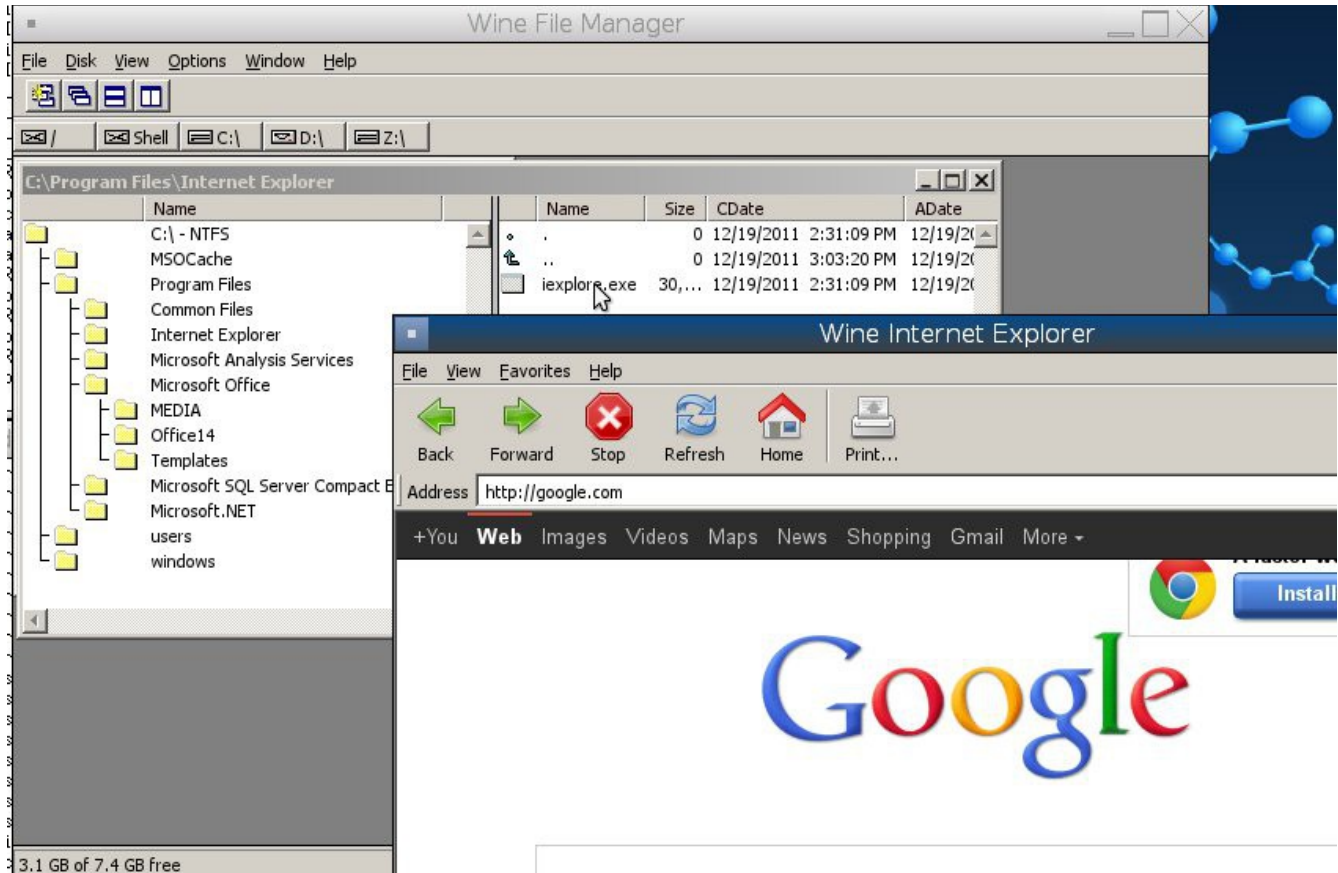 Wine File Manager
File Disk View Options Window Help
/ Shell C:\ D:\ Z:\
C:\Program Files\Internet Explorer
Name Name Size CDate ADate
C:\ - NTFS . 0 12/19/2011 2:31:09 PM
MSOCache .. 0 12/19/2011 3:03:20 PM
Program Files iexplore.exe 30,... 12/19/2011 2:31:09 PM
Common Files
Internet Explorer
Microsoft Analysis Services
Microsoft Office
MEDIA
Office14
Templates
Microsoft SQL Server Compact
Microsoft.NET
users
windows
3.1 GB of 7.4 GB free
Wine Internet Explorer
File View Favorites Help
Back Forward Stop Refresh Home Print...
Address http://google.com
+You Web Images Videos Maps News Shopping Gmail More
Install
Google